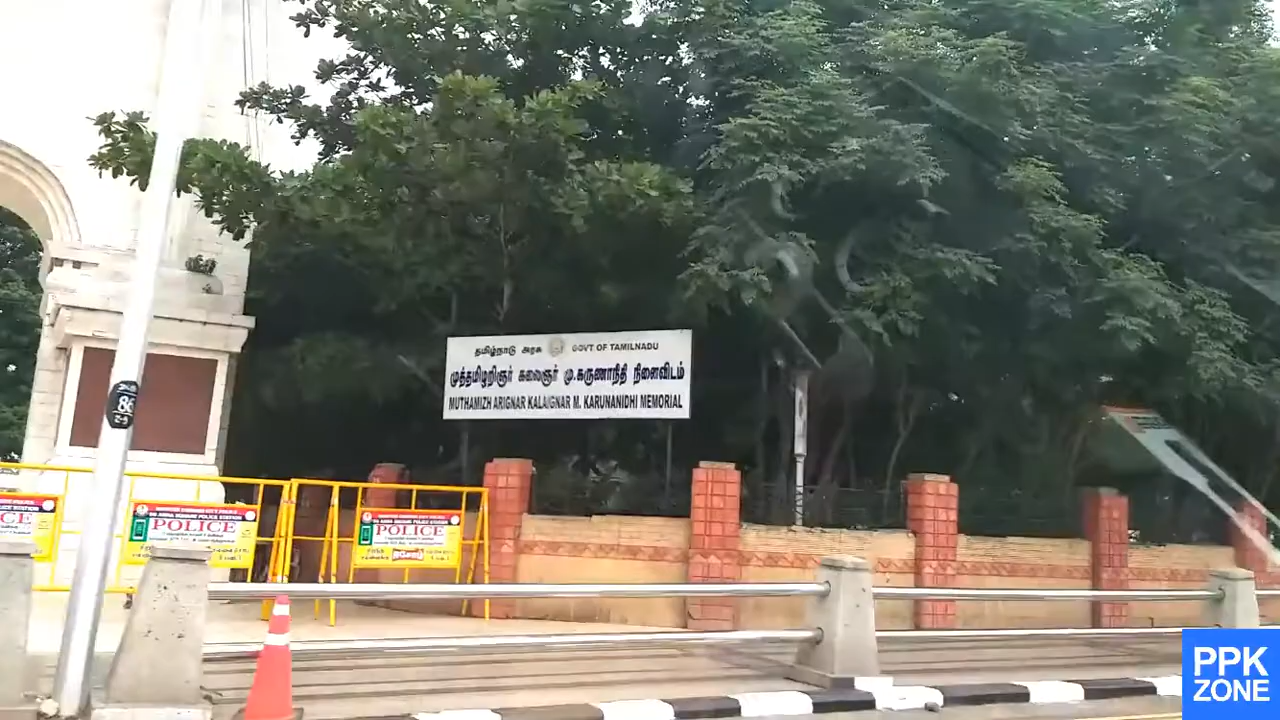 தமிழ்நாடு அரசு GOVT OF TAMILNADU
முத்தமிழறிஞர் கலைஞர் மு.கருணாநிதி நினைவிடம்
MUTHAMIZH ARIGNAR KALAIGNAR M. KARUNANIDHI MEMORIAL
86
POLICE
POLICE
PPK
ZONE